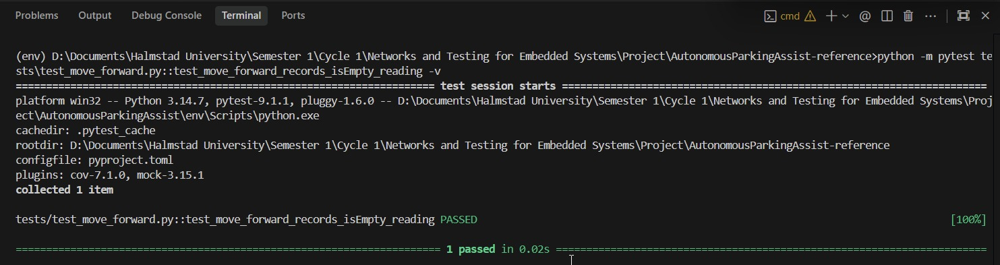 Problems Output Debug Console Terminal Ports cmd @
(env) D:\Documents\Halmstad University\Semester 1\Cycle 1\Networks and Testing for Embedded Systems\Project\AutonomousParkingAssist-reference>python -m pytest te
sts\test_move_forward.py::test_move_forward_records_isEmpty_reading -v
===================================================================== test session starts ======================================================================
platform win32 -- Python 3.14.7, pytest-9.1.1, pluggy-1.6.0 -- D:\Documents\Halmstad University\Semester 1\Cycle 1\Networks and Testing for Embedded Systems\Proj
ect\AutonomousParkingAssist\env\Scripts\python.exe
cachedir: .pytest_cache
rootdir: D:\Documents\Halmstad University\Semester 1\Cycle 1\Networks and Testing for Embedded Systems\Project\AutonomousParkingAssist-reference
configfile: pyproject.toml
plugins: cov-7.1.0, mock-3.15.1
collected 1 item
tests/test_move_forward.py::test_move_forward_records_isEmpty_reading PASSED [100%]
====================================================================== 1 passed in 0.02s =======================================================================